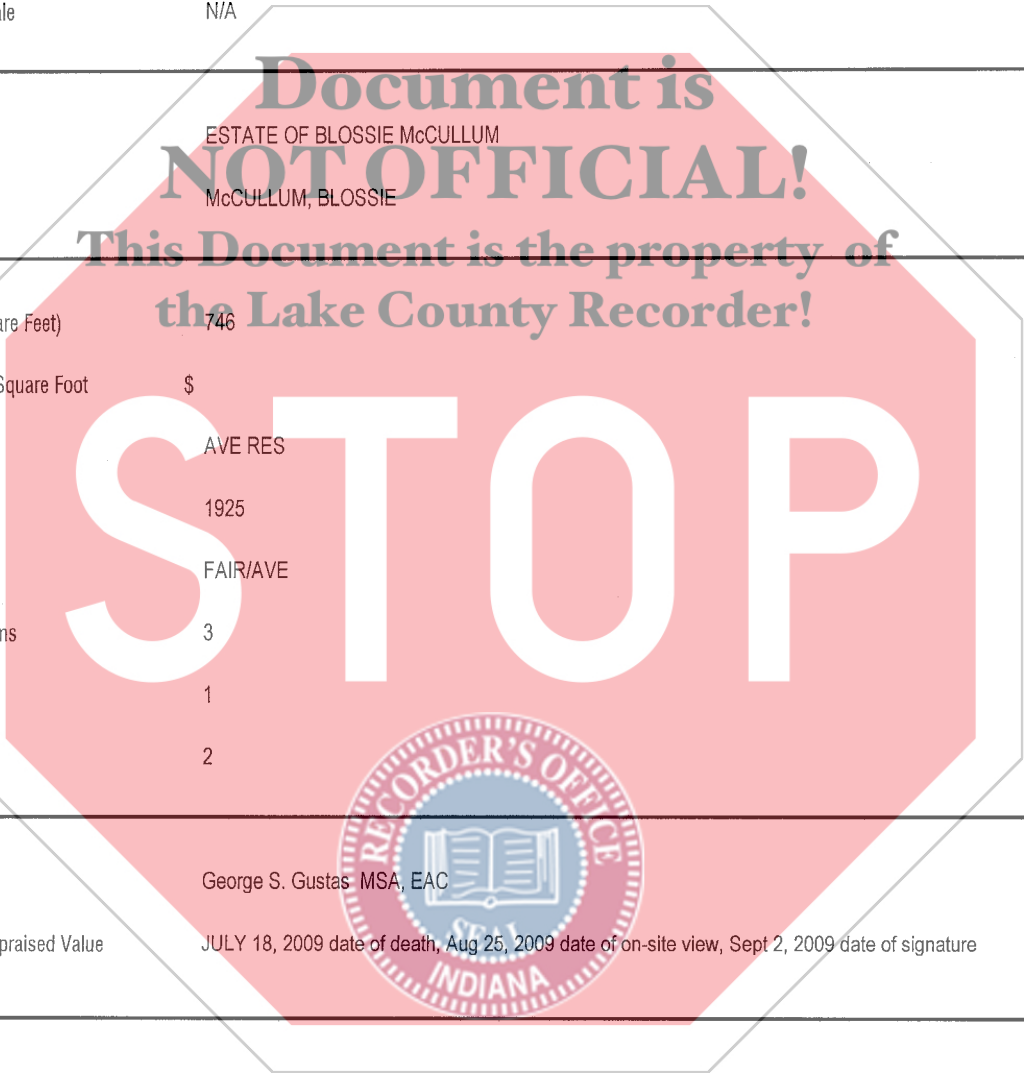 ale N/A
Document is
ESTATE OF BLOSSIE McCULLUM
NOT OFFICIAL!
McCULLUM, BLOSSIE
This Document is the property of
the Lake County Recorder!
are Feet) 746
Square Foot $
STOP
AVE RES
1925
FAIR/AVE
ns 3
1
2
RECORDER'S OFFICE
George S. Gustas MSA, EAC
SEAL
praised Value JULY 18, 2009 date of death, Aug 25, 2009 date of on-site view, Sept 2, 2009 date of signature
INDIANA